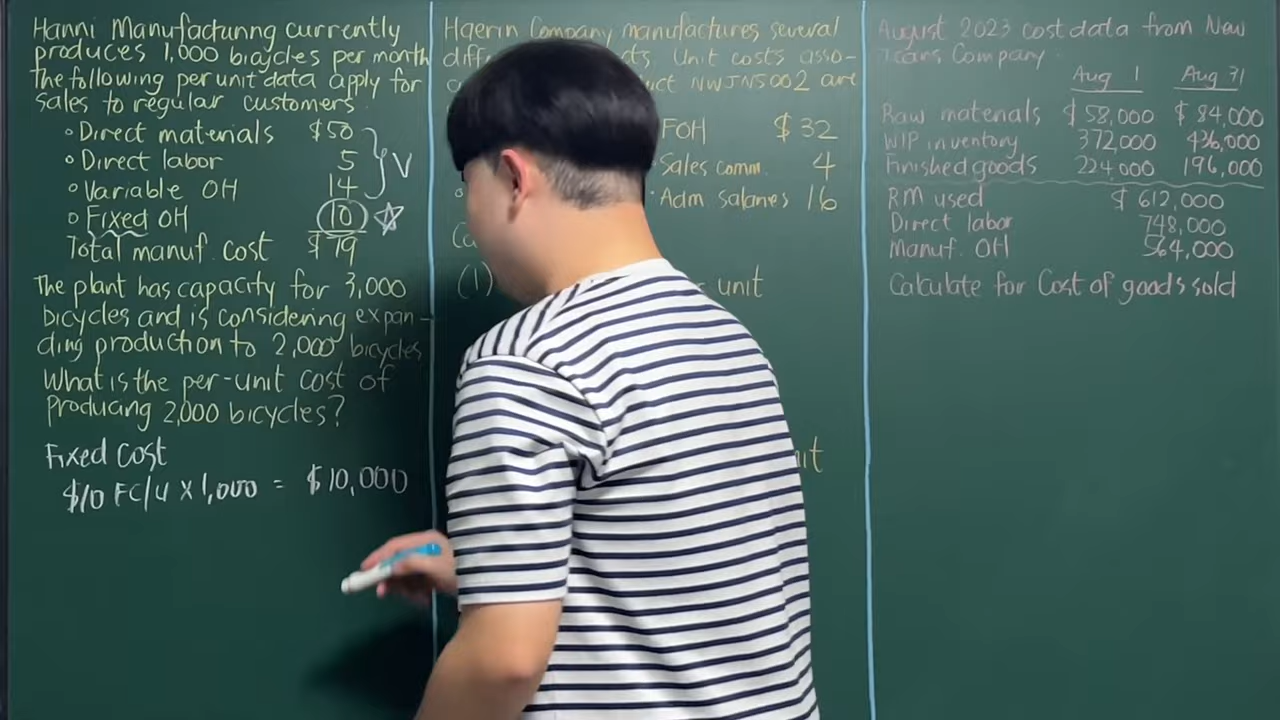 Hanni Manufacturing currently
produces 1,000 bicycles per month
The following per unit data apply for
sales to regular customers
◦ Direct materials $50
◦ Direct labor 5
◦ Variable OH 14
V
◦ Fixed OH 10
Total manuf. cost $79
The plant has capacity for 3,000
bicycles and is considering expan-
ding production to 2,000 bicycles
What is the per-unit cost of
producing 2,000 bicycles?
Fixed Cost
$10 FC/u x 1,000 = $10,000
Haerin Company manufactures several
Unit costs asso-
NWJNS002 are
FOH $32
Sales comm. 4
Adm salaries 16
(1) unit
August 2023 cost data from New
Jeans Company.
Aug 1 Aug 31
Raw materials $58,000 $84,000
WIP inventory 372,000 436,000
Finished goods 224,000 196,000
RM used $612,000
Direct labor 748,000
Manuf. OH 564,000
Calculate for Cost of goods sold